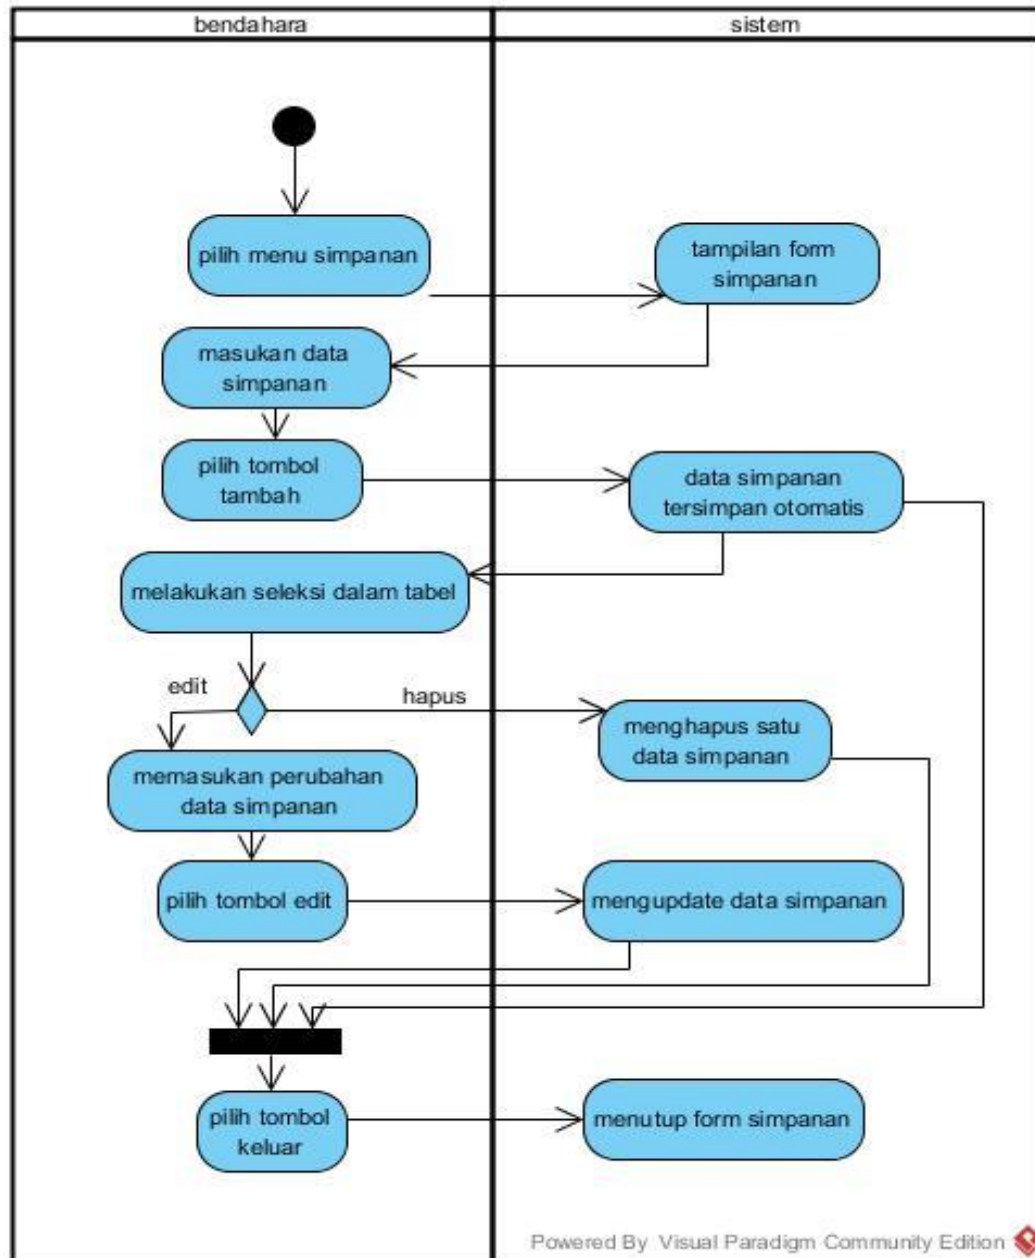 bendahara
sistem
pilih menu simpanan
tampilan form
simpanan
masukan data
simpanan
pilih tombol
tambah
data simpanan
tersimpan otomatis
melakukan seleksi dalam tabel
edit
hapus
menghapus satu
data simpanan
memasukan perubahan
data simpanan
pilih tombol edit
mengupdate data simpanan
pilih tombol
keluar
menutup form simpanan
Powered By Visual Paradigm Community Edition